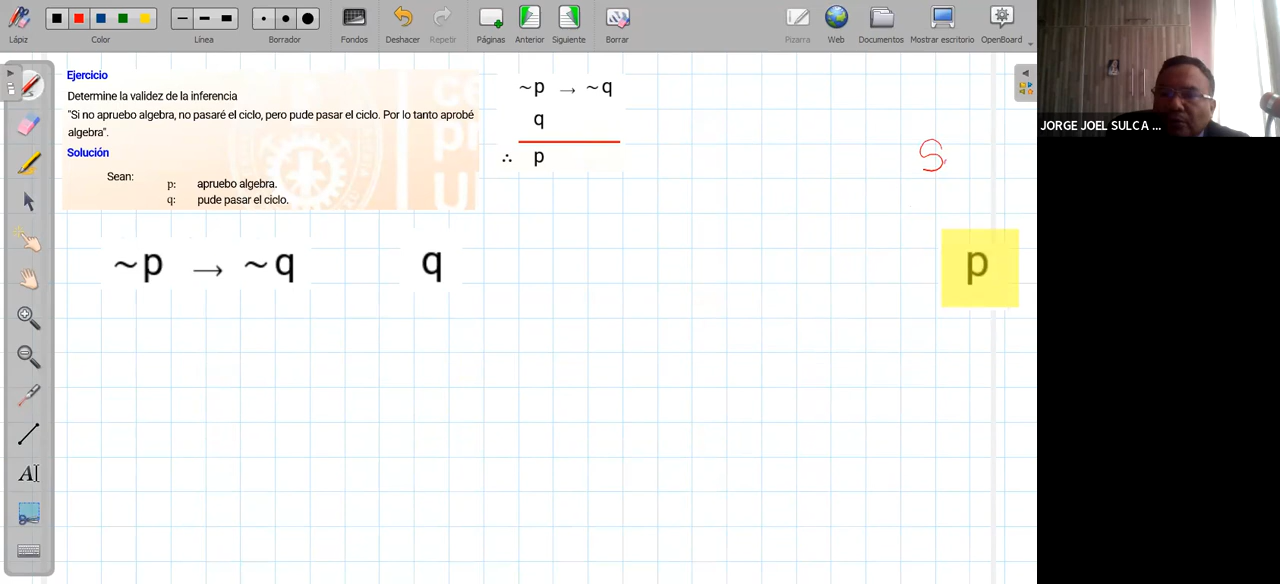 Lápiz
Color
Línea
Borrador
Fondos
Deshacer
Repetir
Páginas
Anterior
Siguiente
Borrar
Pizarra
Web
Documentos
Mostrar escritorio
OpenBoard
Ejercicio
Determine la validez de la inferencia
"Si no apruebo algebra, no pasaré el ciclo, pero pude pasar el ciclo. Por lo tanto aprobé
algebra".
Solución
Sean:
p: apruebo algebra.
q: pude pasar el ciclo.
~p → ~q
q
∴ p
S
~p → ~q
q
p
JORGE JOEL SULCA ...